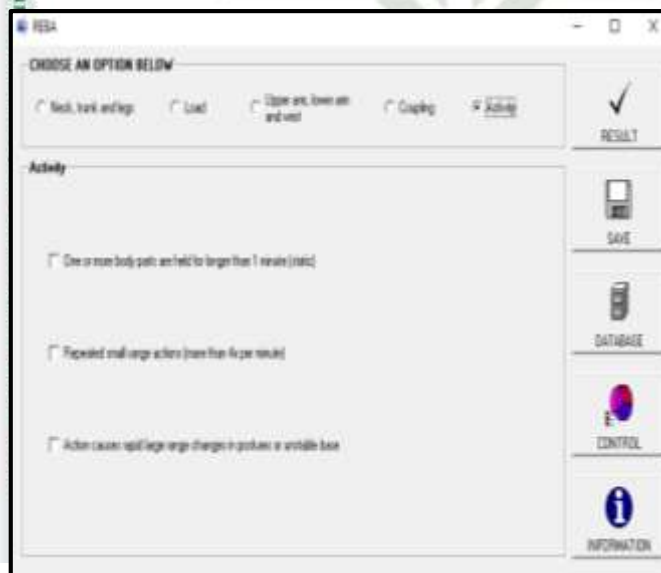 REBA
CHOOSE AN OPTION BELOW
Neck, trunk and legs
Load
Upper arm, lower arm
and wrist
Coupling
Activity
RESULT
Activity
SAVE
One or more body parts are held for longer than 1 minute (static)
DATABASE
Repeated small range actions (more than 4x per minute)
CONTROL
Action causes rapid large range changes in postures or unstable base
INFORMATION